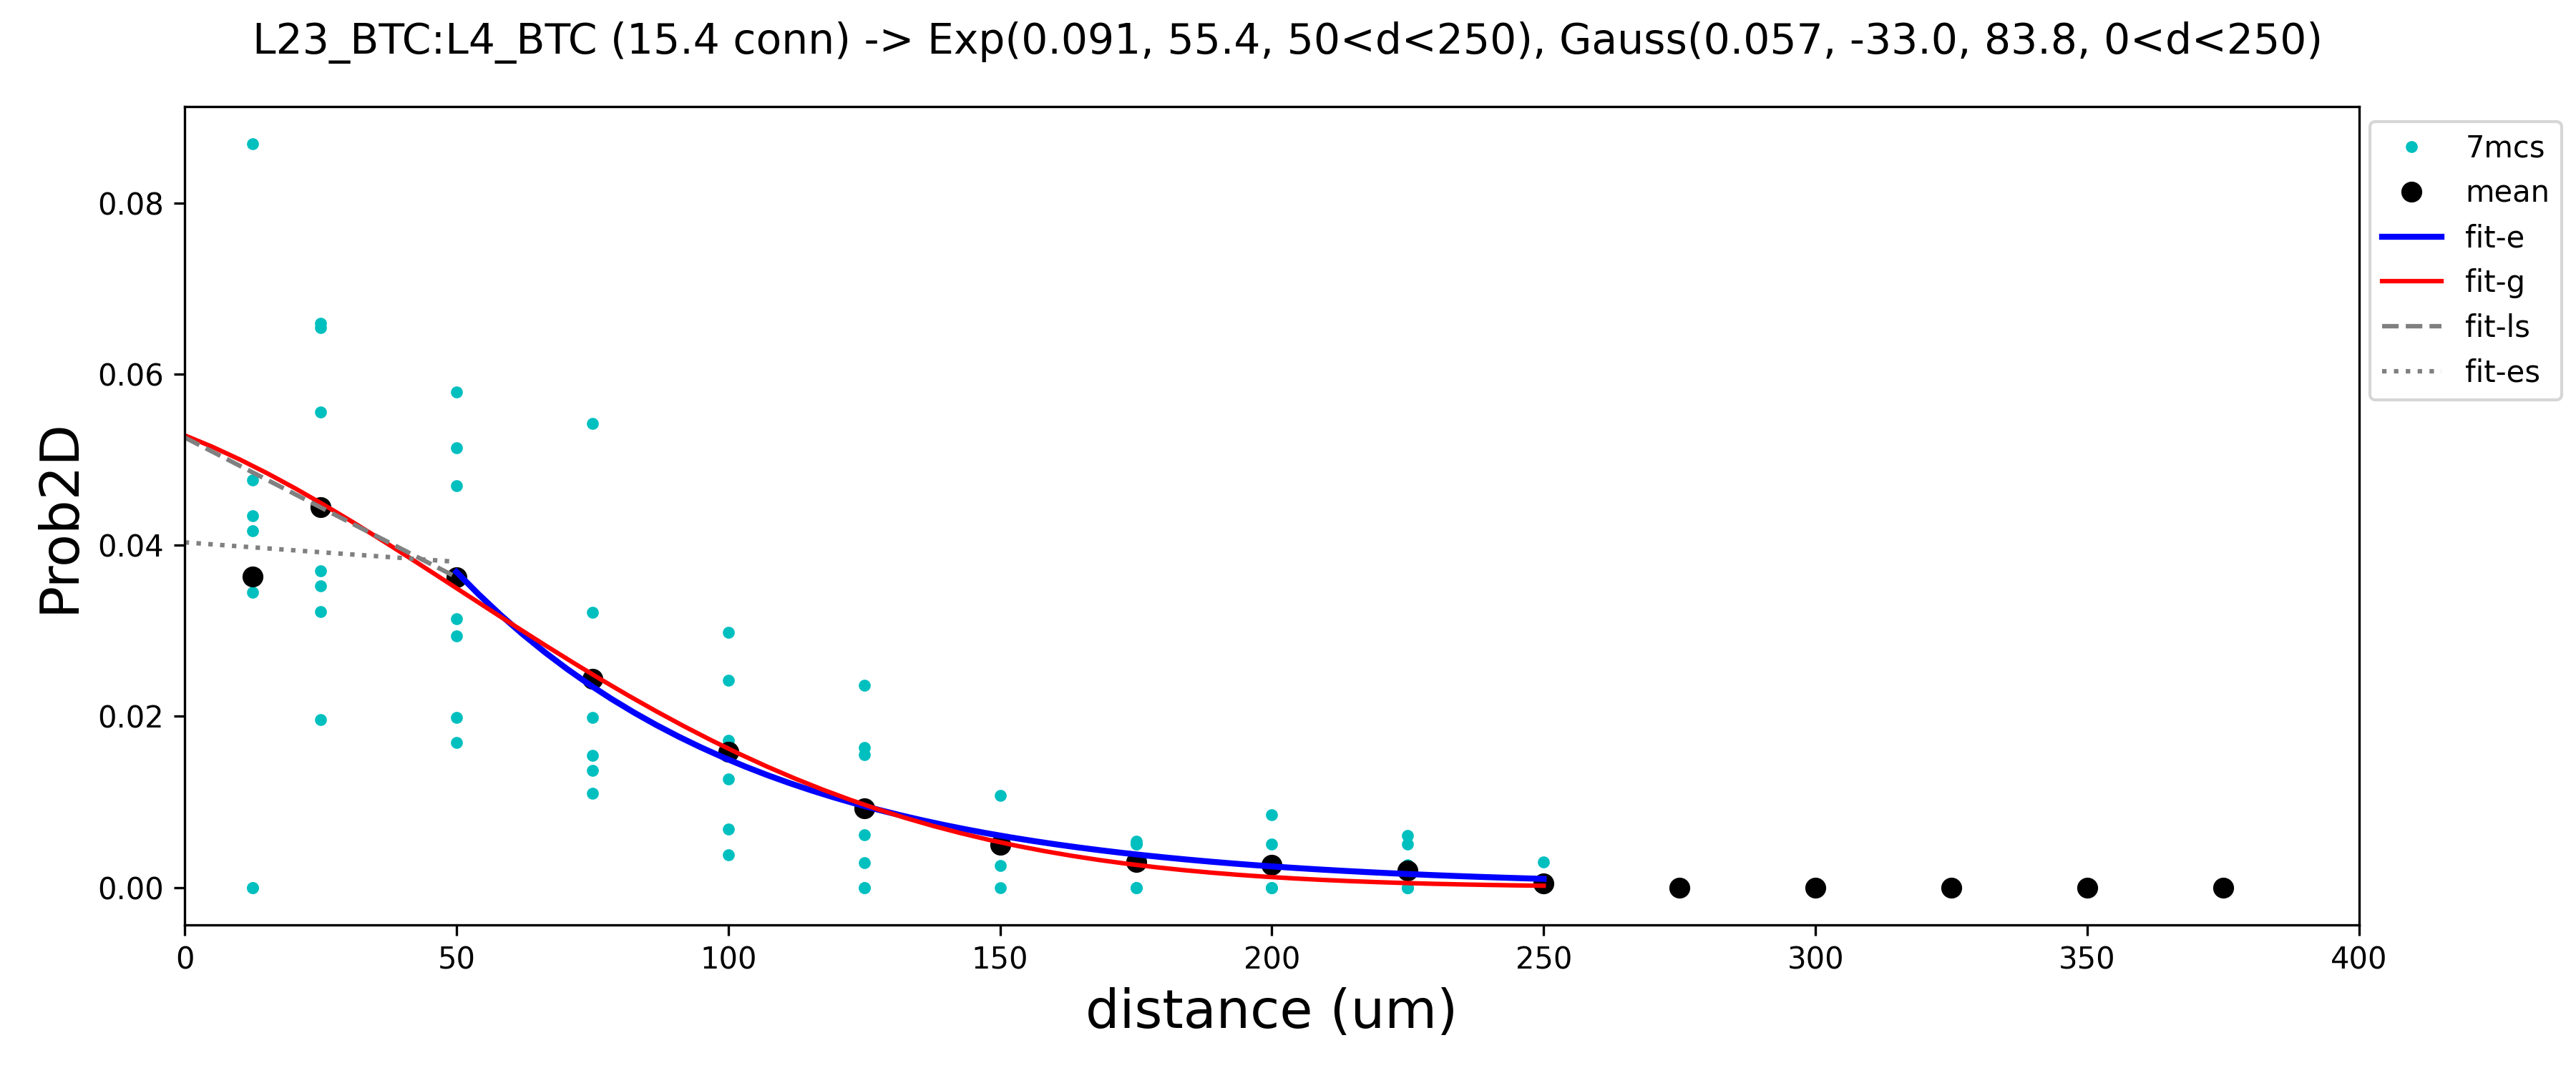 L23_BTC:L4_BTC (15.4 conn) -> Exp(0.091, 55.4, 50<d<250), Gauss(0.057, -33.0, 83.8, 0<d<250)
7mcs
mean
fit-e
fit-g
fit-ls
fit-es
Prob2D
0.08
0.06
0.04
0.02
0.00
0 50 100 150 200 250 300 350 400
distance (um)